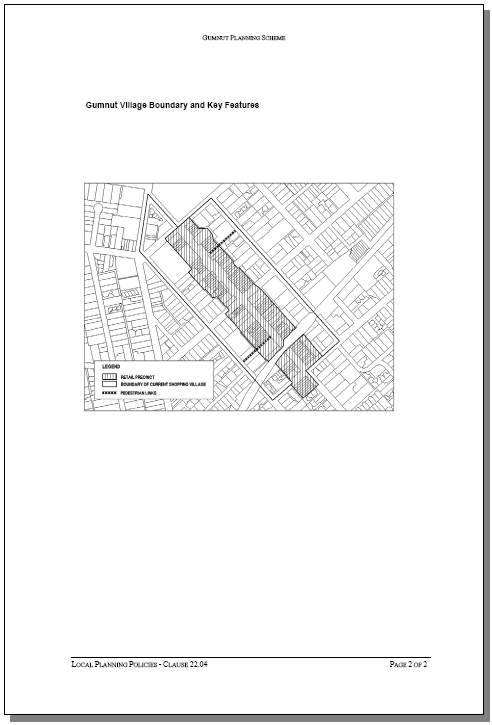 GUMNUT PLANNING SCHEME
Gumnut Village Boundary and Key Features
LEGEND
RETAIL PRECINCT
BOUNDARY OF CURRENT SHOPPING VILLAGE
PEDESTRIAN LINKS
LOCAL PLANNING POLICIES - CLAUSE 22.04
PAGE 2 OF 2